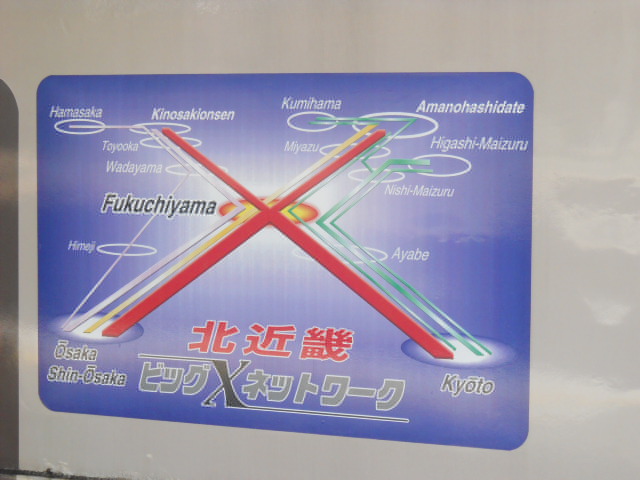 Hamasaka
Kinosakionsen
Kumihama
Amanohashidate
Toyooka
Miyazu
Higashi-Maizuru
Wadayama
Nishi-Maizuru
Fukuchiyama
Himeji
Ayabe
Ōsaka
Shin-Ōsaka
Kyōto
北近畿
ビッグXネットワーク